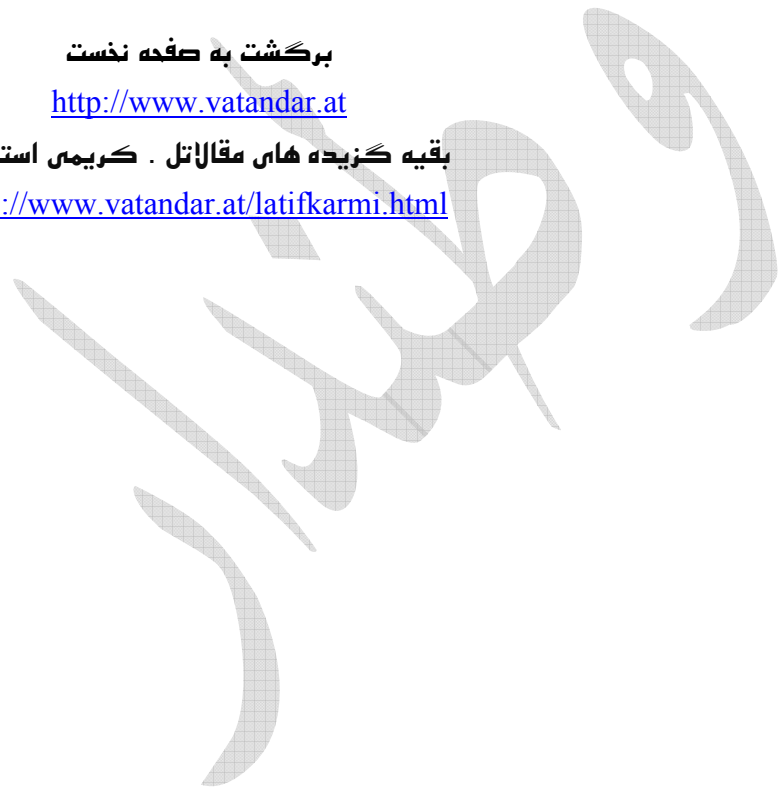 برگشت به صفحه نخست
http://www.vatandar.at
بقیه گزیده های مقالاتل . کریمی است
://www.vatandar.at/latifkarmi.html
وطندار